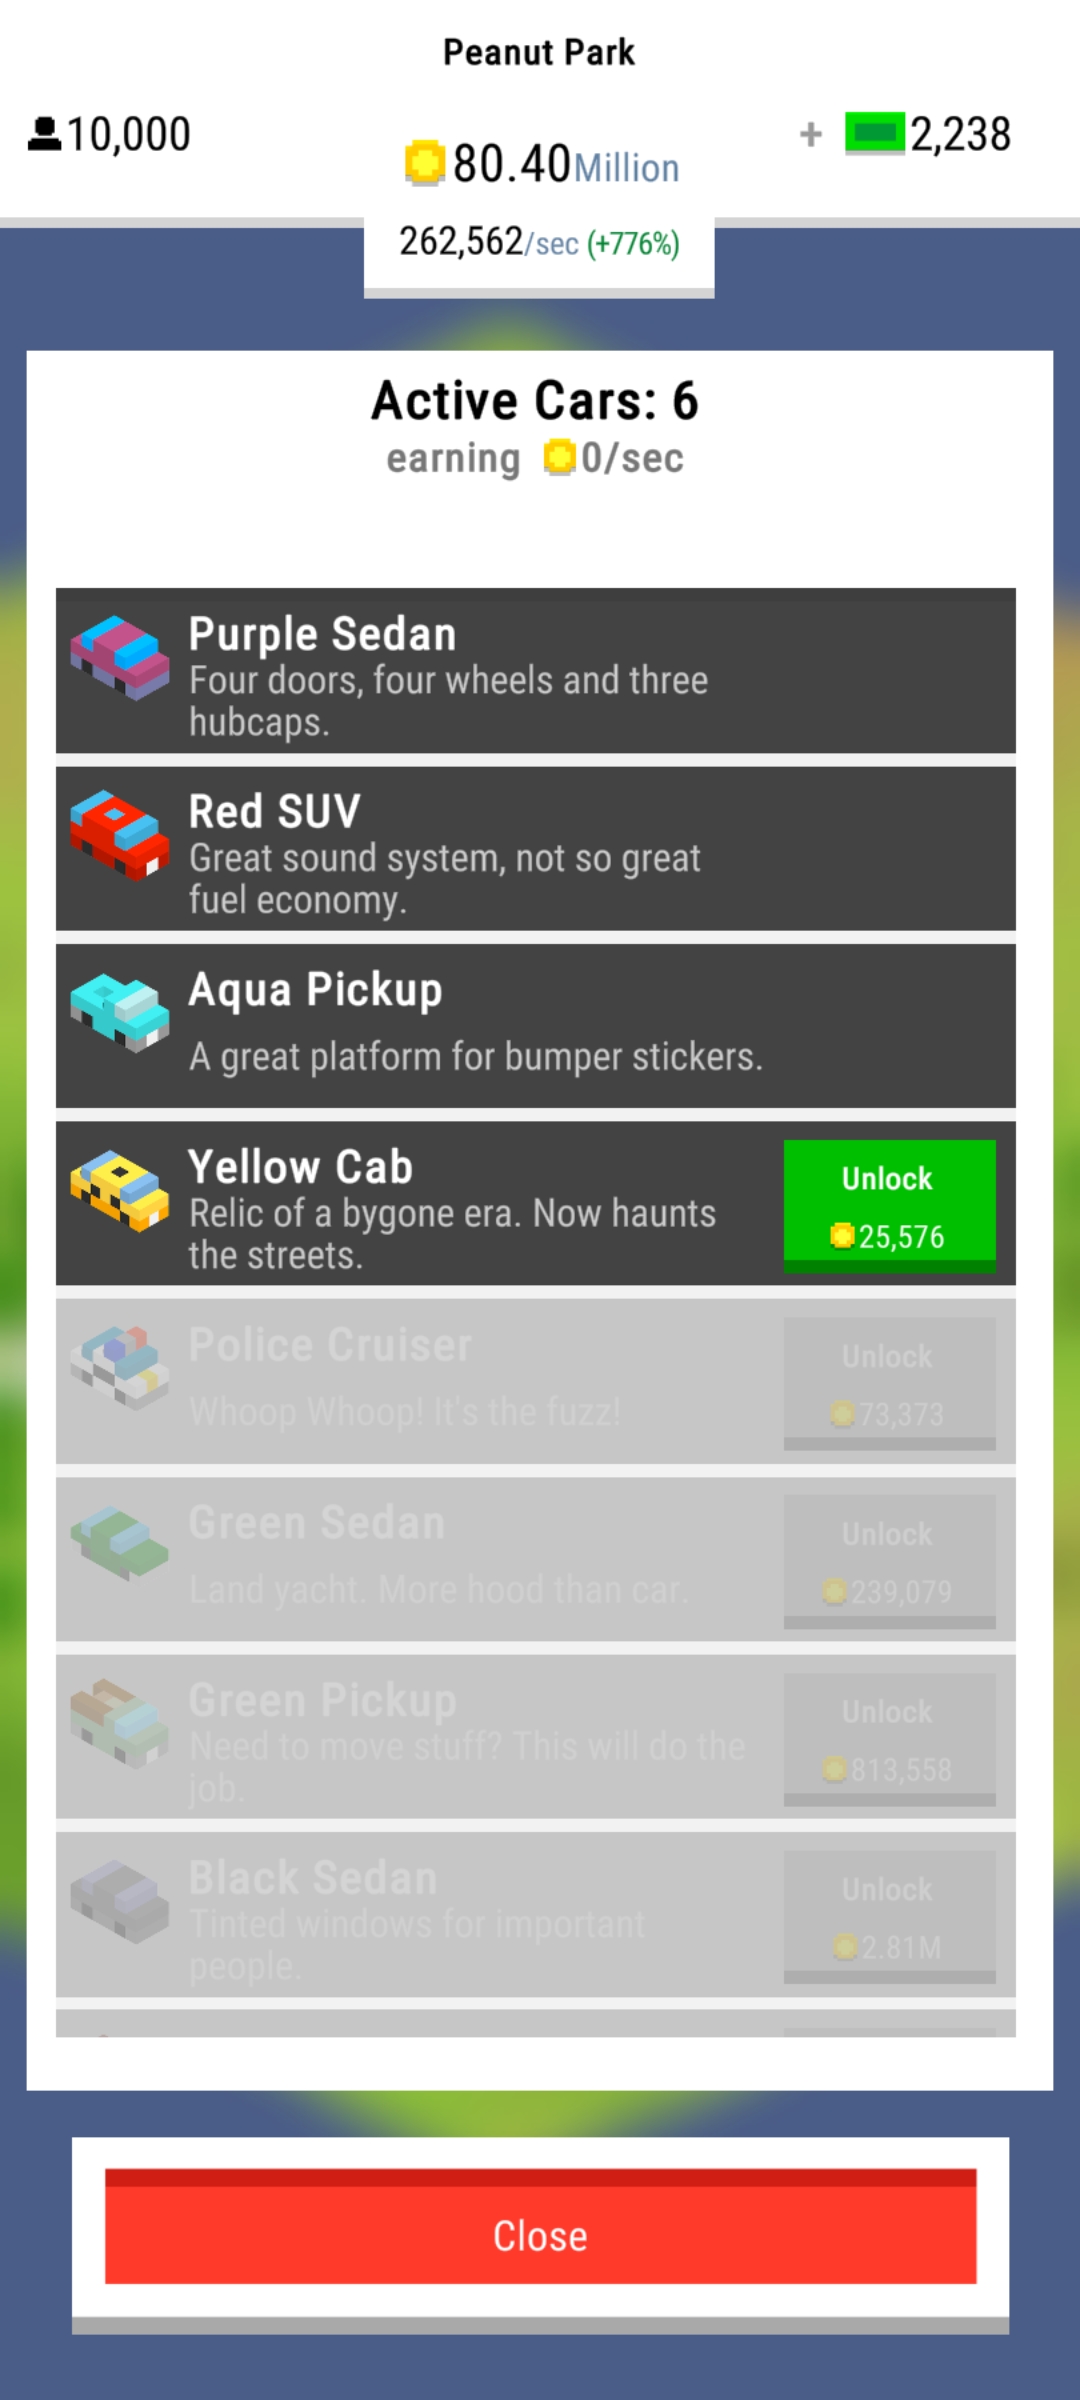 Peanut Park
10,000
80.40Million
+ 2,238
262,562/sec (+776%)
Active Cars: 6
earning 0/sec
Purple Sedan
Four doors, four wheels and three
hubcaps.
Red SUV
Great sound system, not so great
fuel economy.
Aqua Pickup
A great platform for bumper stickers.
Yellow Cab
Relic of a bygone era. Now haunts
the streets.
Unlock
25,576
Police Cruiser
Whoop Whoop! It's the fuzz!
Unlock
73,373
Green Sedan
Land yacht. More hood than car.
Unlock
239,079
Green Pickup
Need to move stuff? This will do the
job.
Unlock
813,558
Black Sedan
Tinted windows for important
people.
Unlock
2.81M
Close